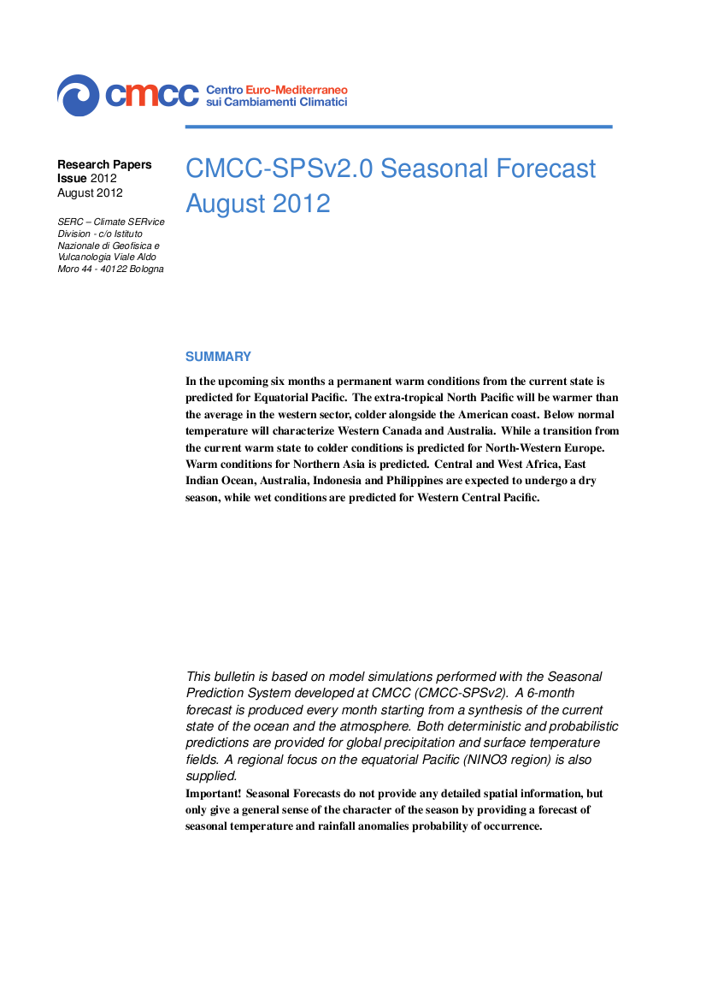 cmcc Centro Euro-Mediterraneo
sui Cambiamenti Climatici
Research Papers
Issue 2012
August 2012
SERC – Climate SERvice
Division - c/o Istituto
Nazionale di Geofisica e
Vulcanologia Viale Aldo
Moro 44 - 40122 Bologna
CMCC-SPSv2.0 Seasonal Forecast
August 2012
SUMMARY
In the upcoming six months a permanent warm conditions from the current state is
predicted for Equatorial Pacific. The extra-tropical North Pacific will be warmer than
the average in the western sector, colder alongside the American coast. Below normal
temperature will characterize Western Canada and Australia. While a transition from
the current warm state to colder conditions is predicted for North-Western Europe.
Warm conditions for Northern Asia is predicted. Central and West Africa, East
Indian Ocean, Australia, Indonesia and Philippines are expected to undergo a dry
season, while wet conditions are predicted for Western Central Pacific.
This bulletin is based on model simulations performed with the Seasonal
Prediction System developed at CMCC (CMCC-SPSv2). A 6-month
forecast is produced every month starting from a synthesis of the current
state of the ocean and the atmosphere. Both deterministic and probabilistic
predictions are provided for global precipitation and surface temperature
fields. A regional focus on the equatorial Pacific (NINO3 region) is also
supplied.
Important! Seasonal Forecasts do not provide any detailed spatial information, but
only give a general sense of the character of the season by providing a forecast of
seasonal temperature and rainfall anomalies probability of occurrence.